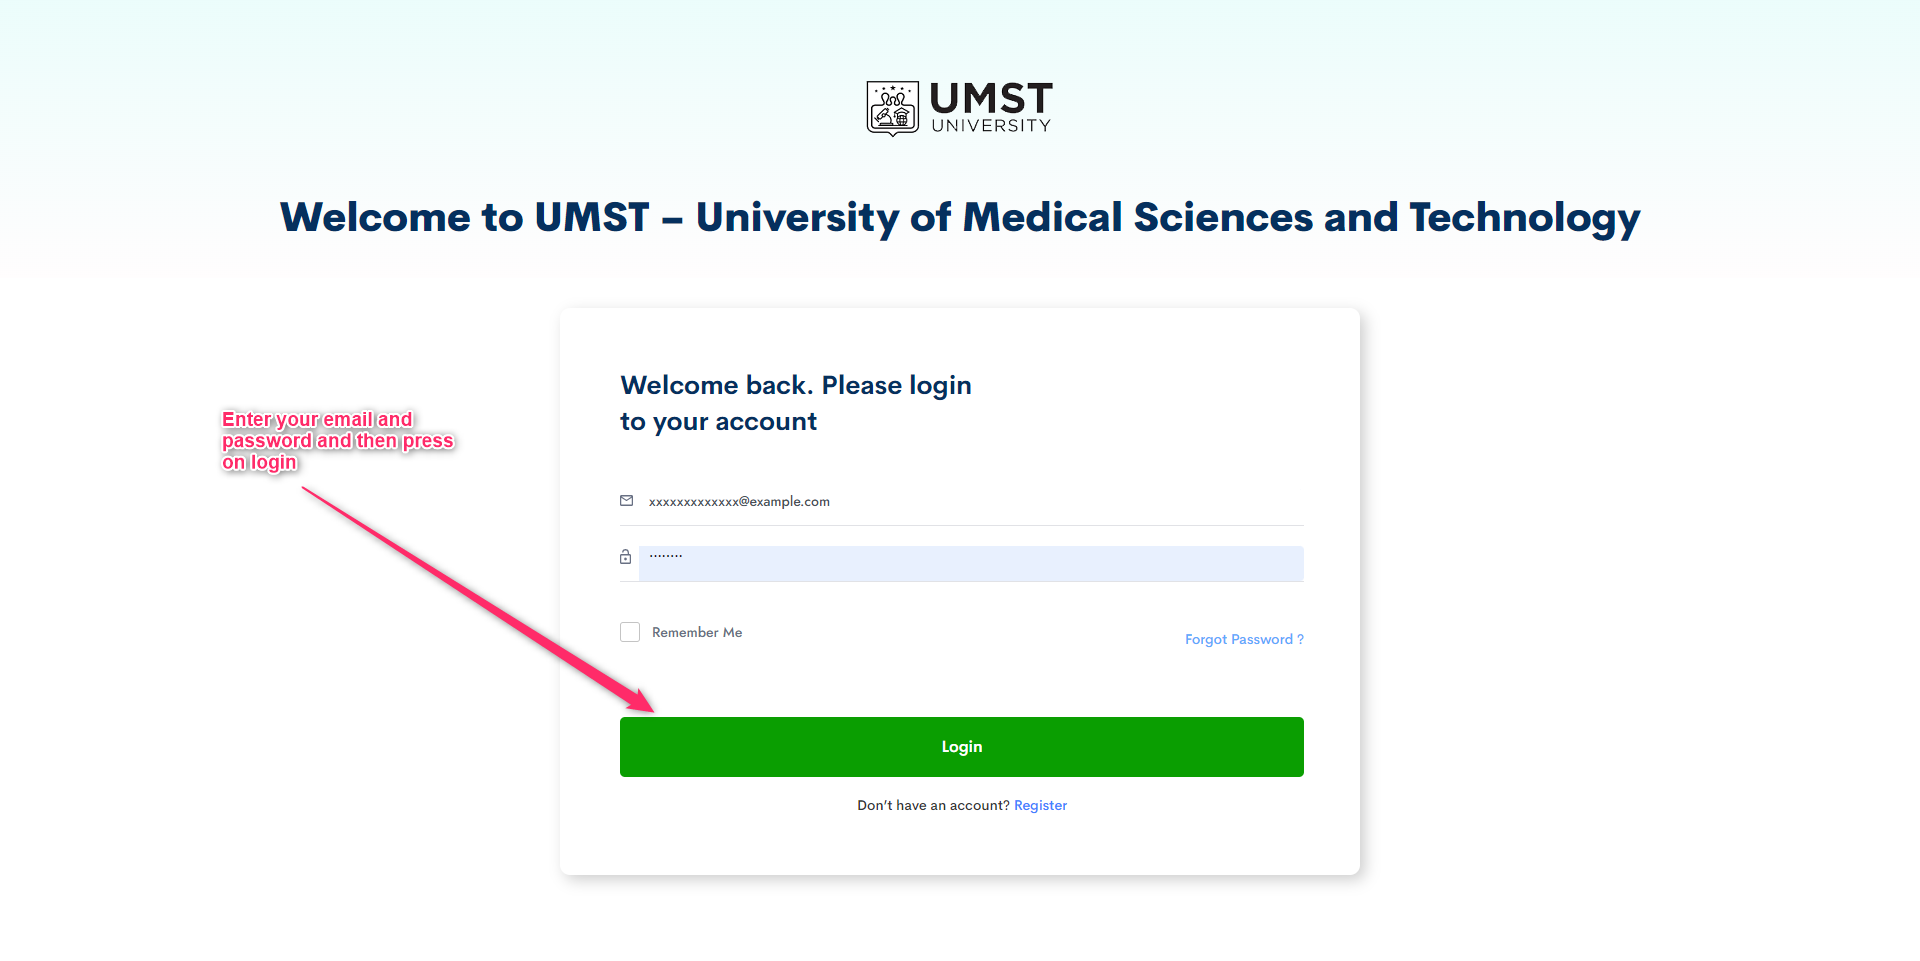 UMST
UNIVERSITY
Welcome to UMST – University of Medical Sciences and Technology
Welcome back. Please login
to your account
Enter your email and
password and then press
on login
xxxxxxxxxxxxx@example.com
········
Remember Me
Forgot Password ?
Login
Don’t have an account? Register